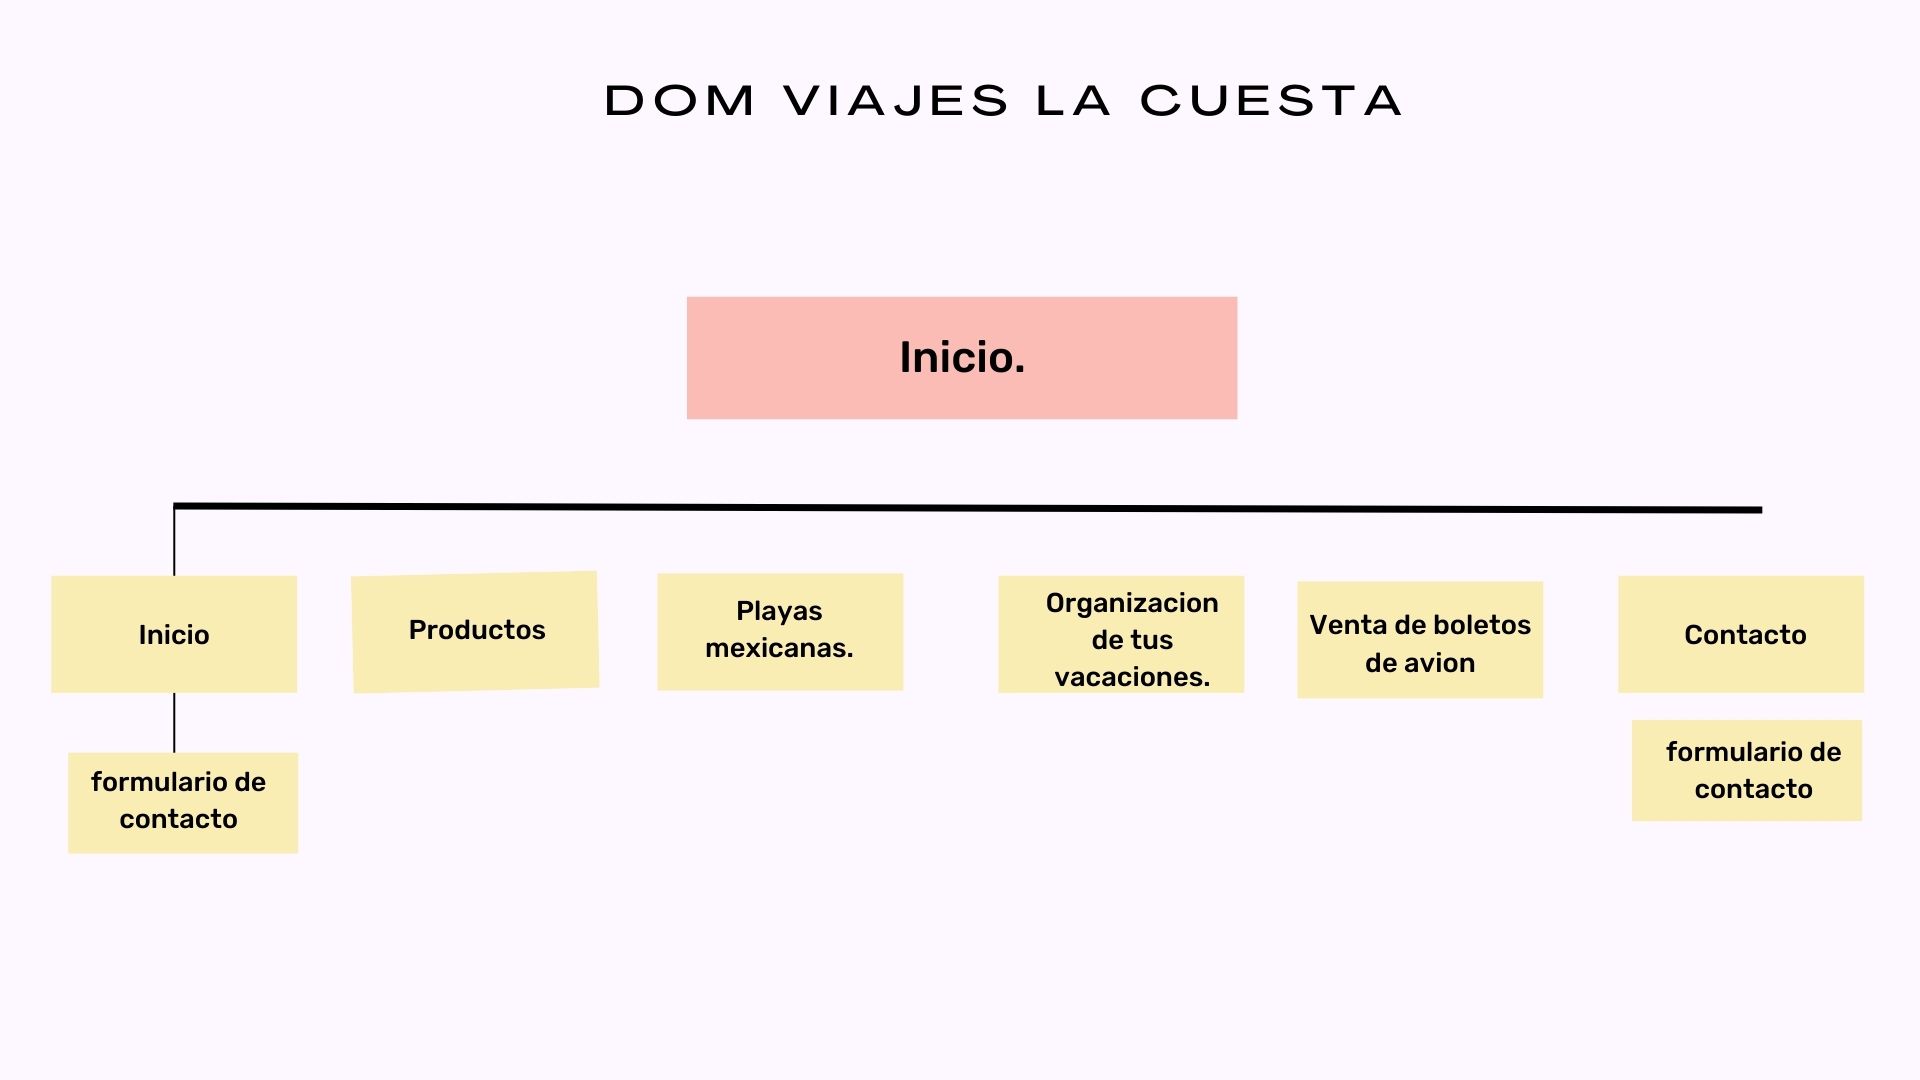 DOM VIAJES LA CUESTA
Inicio.
Inicio
Productos
Playas
mexicanas.
Organizacion
de tus
vacaciones.
Venta de boletos
de avion
Contacto
formulario de
contacto
formulario de
contacto